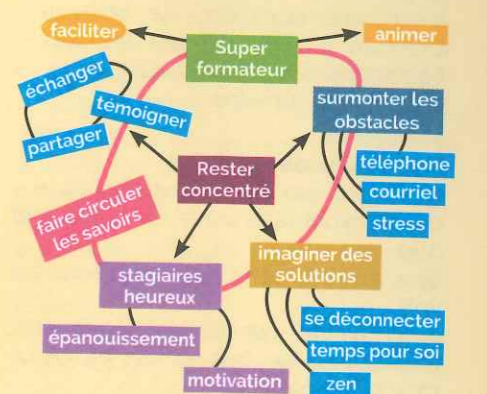 faciliter
animer
Super
formateur
échanger
témoigner
partager
surmonter les
obstacles
téléphone
courriel
stress
Rester
concentré
faire circuler
les savoirs
imaginer des
solutions
stagiaires
heureux
se déconnecter
épanouissement
temps pour soi
motivation
zen